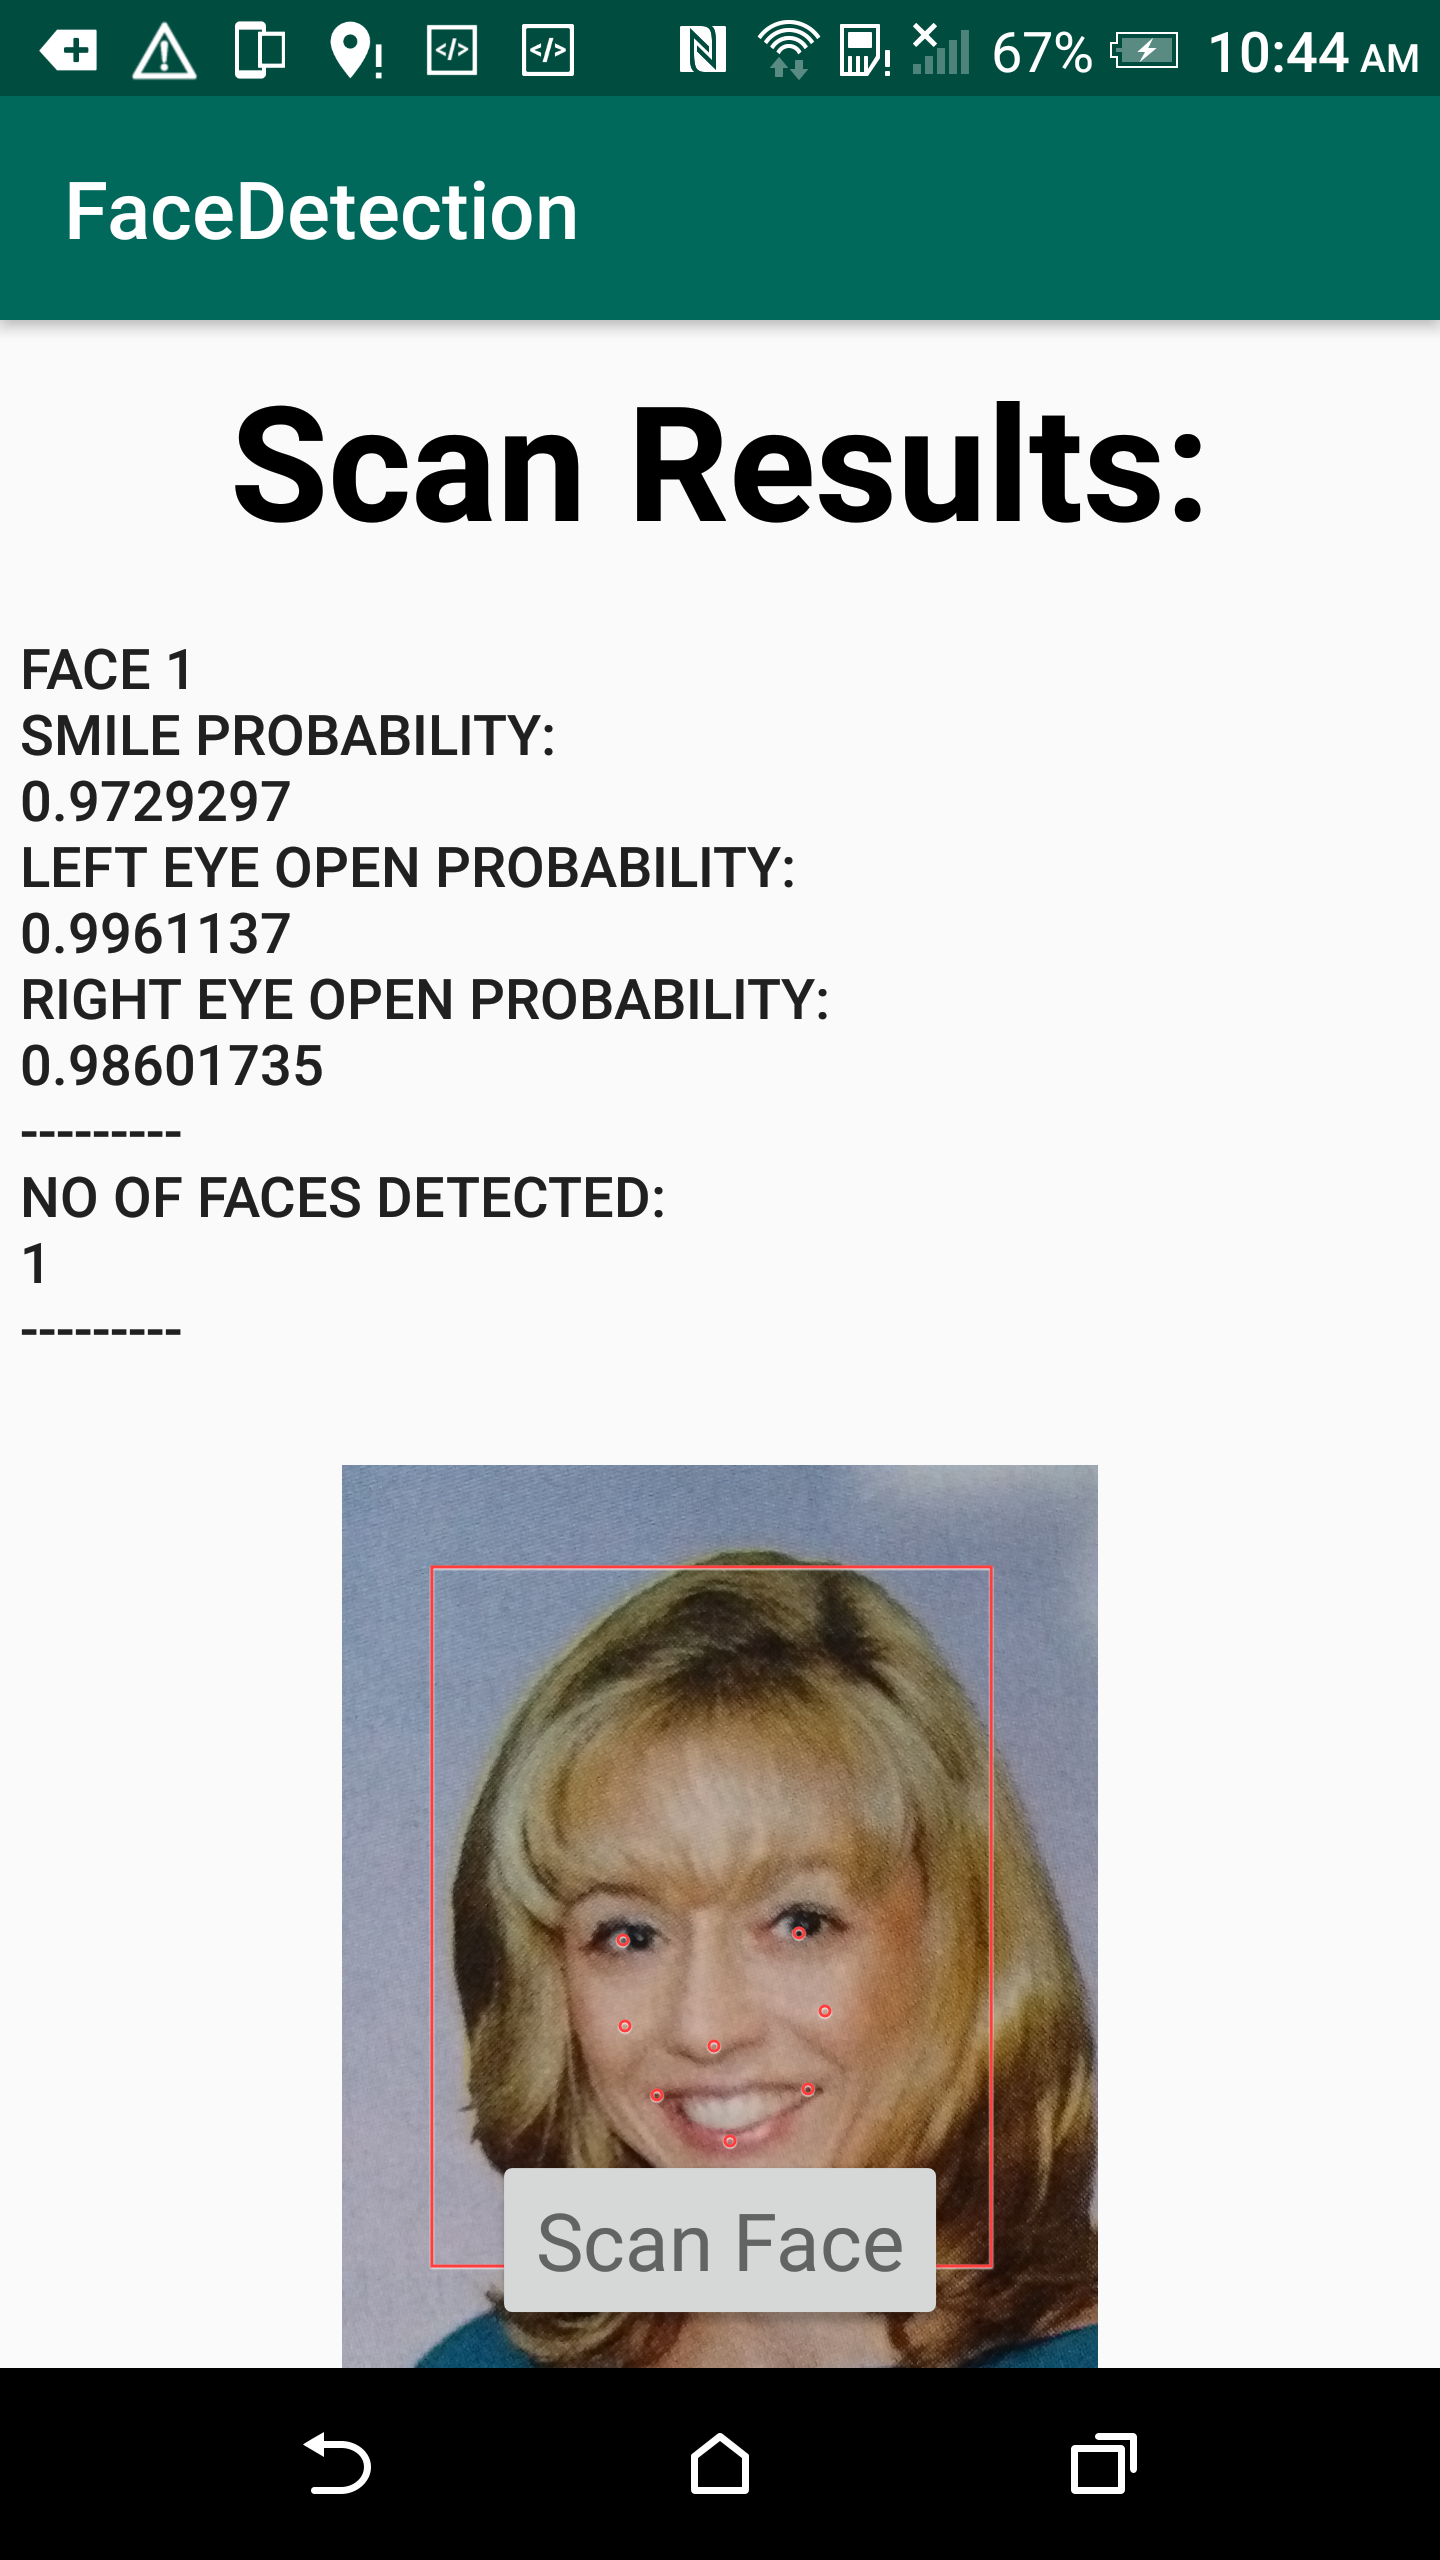 67% 10:44 AM
FaceDetection
Scan Results:
FACE 1
SMILE PROBABILITY:
0.9729297
LEFT EYE OPEN PROBABILITY:
0.9961137
RIGHT EYE OPEN PROBABILITY:
0.98601735
---------
NO OF FACES DETECTED:
1
---------
Scan Face